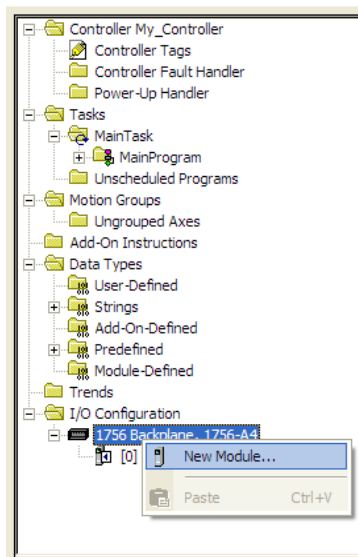 Controller My_Controller
Controller Tags
Controller Fault Handler
Power-Up Handler
Tasks
MainTask
MainProgram
Unscheduled Programs
Motion Groups
Ungrouped Axes
Add-On Instructions
Data Types
User-Defined
Strings
Add-On-Defined
Predefined
Module-Defined
Trends
I/O Configuration
1756 Backplane, 1756-A4
[0]
New Module...
Paste Ctrl+V